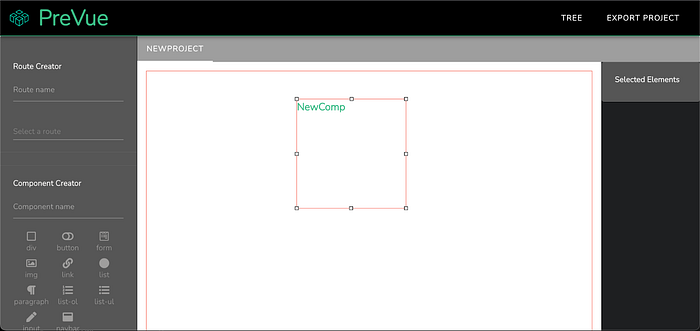 PreVue
TREE
EXPORT PROJECT
NEWPROJECT
Route Creator
Route name
Select a route
Component Creator
Component name
div
button
form
img
link
list
paragraph
list-ol
list-ul
input
navbar
NewComp
Selected Elements